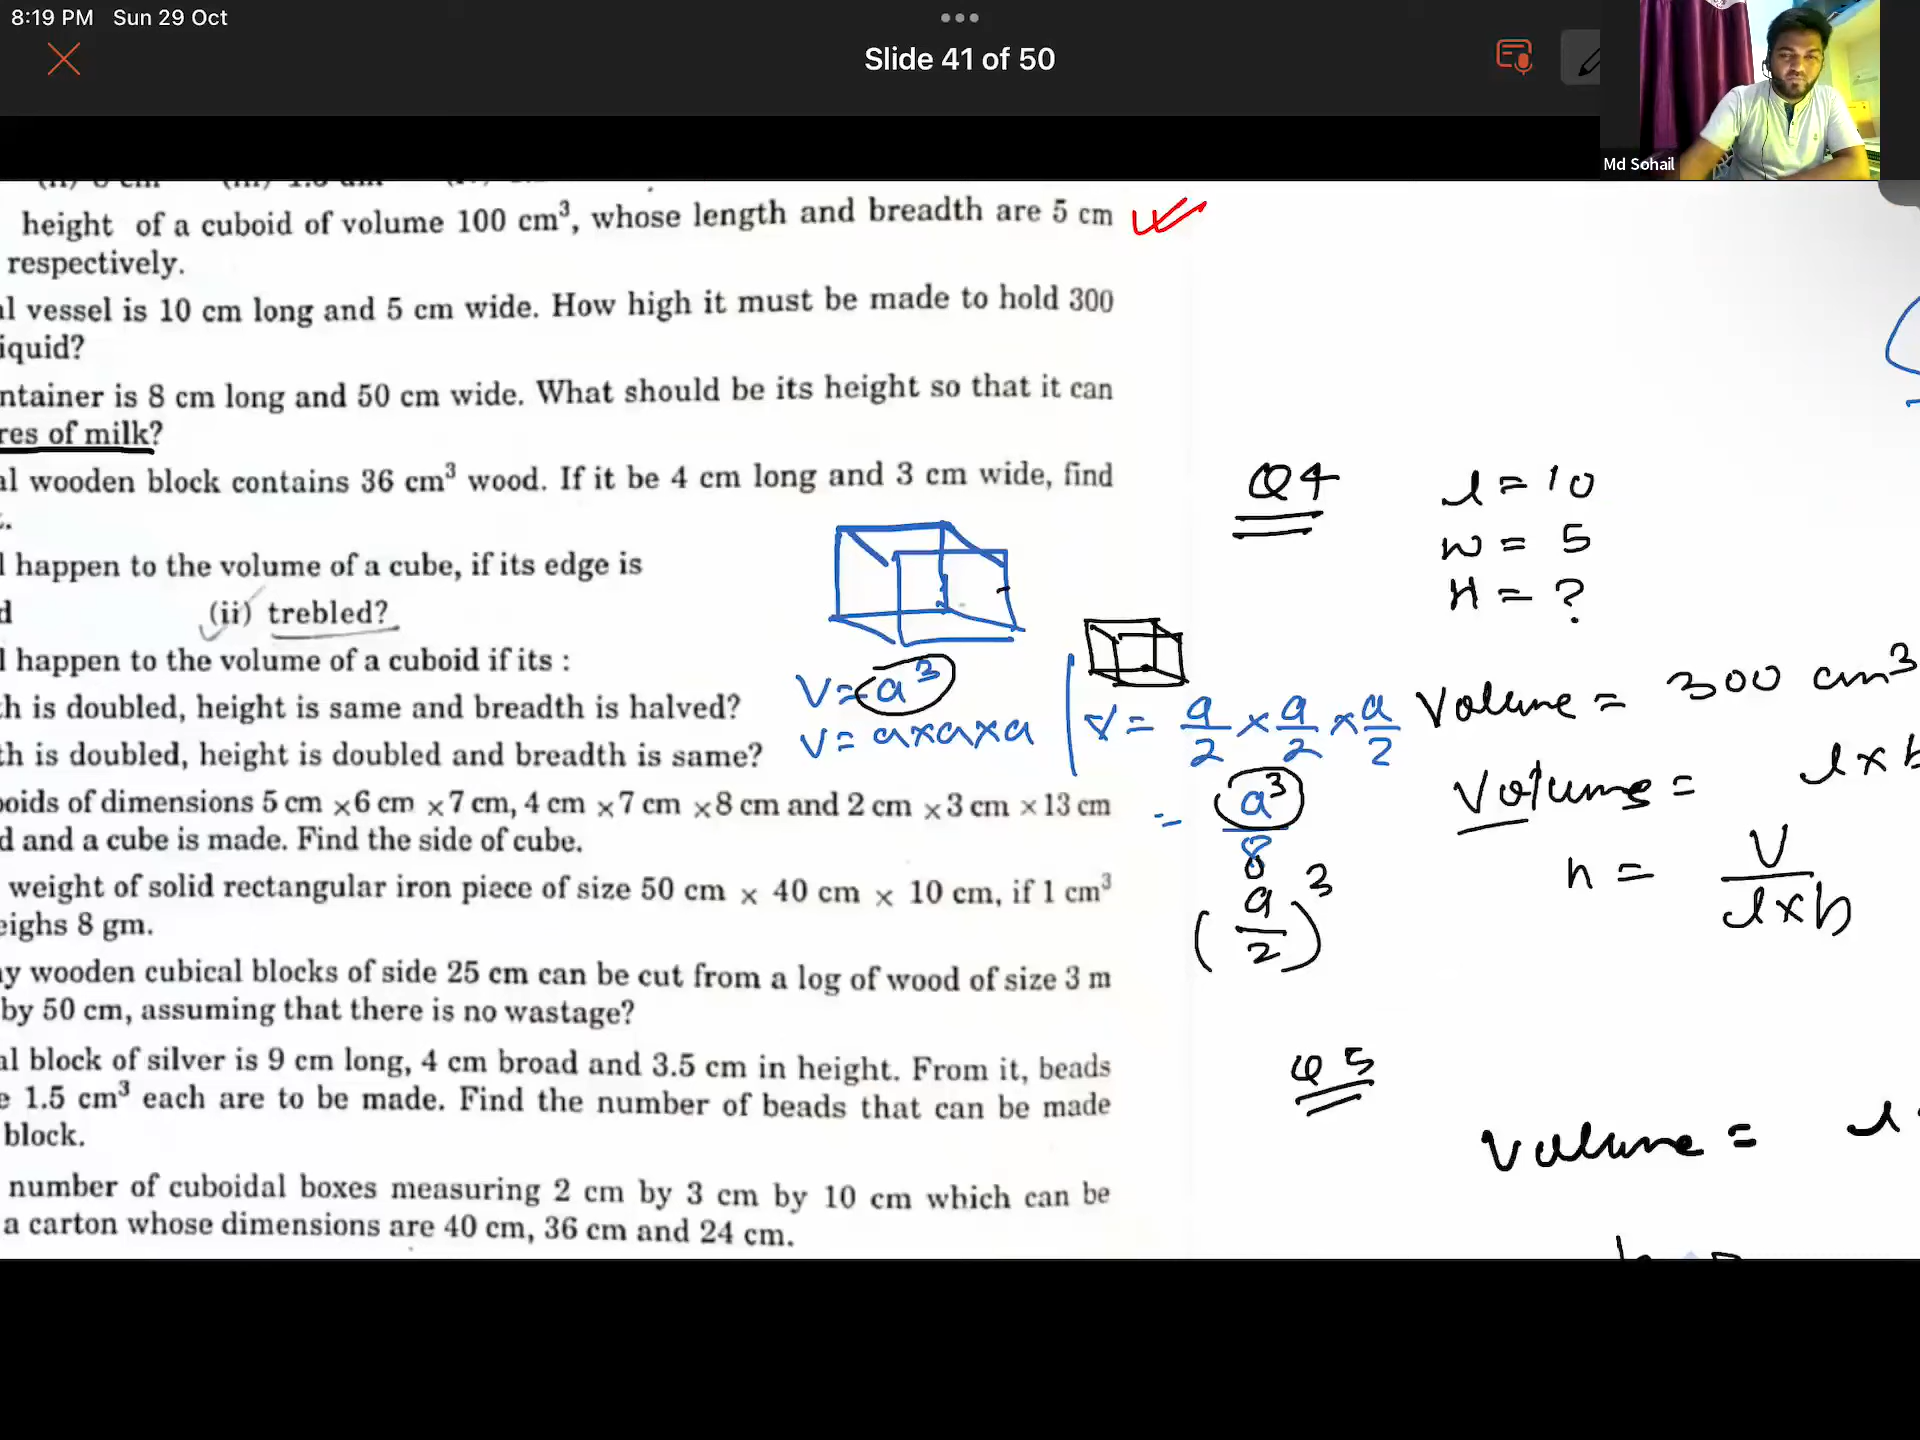 8:19 PM Sun 29 Oct
Slide 41 of 50
Md Sohail
height of a cuboid of volume 100 cm³, whose length and breadth are 5 cm
respectively.
vessel is 10 cm long and 5 cm wide. How high it must be made to hold 300
iquid?
ntainer is 8 cm long and 50 cm wide. What should be its height so that it can
res of milk?
wooden block contains 36 cm³ wood. If it be 4 cm long and 3 cm wide, find
happen to the volume of a cube, if its edge is
d (ii) trebled?
happen to the volume of a cuboid if its :
th is doubled, height is same and breadth is halved?
th is doubled, height is doubled and breadth is same?
oids of dimensions 5 cm ×6 cm ×7 cm, 4 cm ×7 cm ×8 cm and 2 cm ×3 cm ×13 cm
d and a cube is made. Find the side of cube.
weight of solid rectangular iron piece of size 50 cm × 40 cm × 10 cm, if 1 cm³
eighs 8 gm.
y wooden cubical blocks of side 25 cm can be cut from a log of wood of size 3 m
by 50 cm, assuming that there is no wastage?
al block of silver is 9 cm long, 4 cm broad and 3.5 cm in height. From it, beads
e 1.5 cm³ each are to be made. Find the number of beads that can be made
block.
number of cuboidal boxes measuring 2 cm by 3 cm by 10 cm which can be
a carton whose dimensions are 40 cm, 36 cm and 24 cm.
V = a³
V = a×a×a
V = a/2 × a/2 × a/2
= a³/8
(a/2)³
Q4
l = 10
w = 5
H = ?
Volume = 300 cm³
Volume = l × b
h = V/l×b
Q5
Volume = l